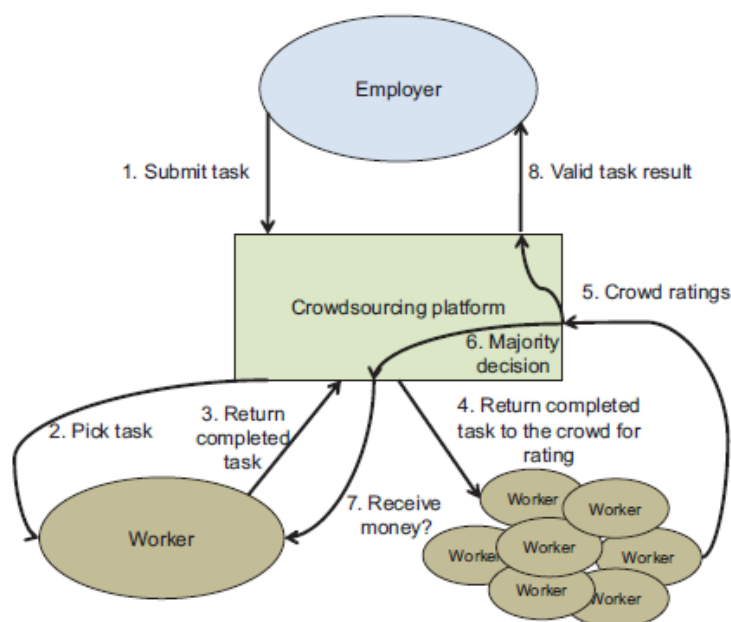 Employer
1. Submit task
8. Valid task result
5. Crowd ratings
Crowdsourcing platform
6. Majority
decision
2. Pick task
3. Return
completed
task
4. Return completed
task to the crowd for
rating
7. Receive
money?
Worker
Worker
Worker
Worker
Worker
Worker
Worker
Worker